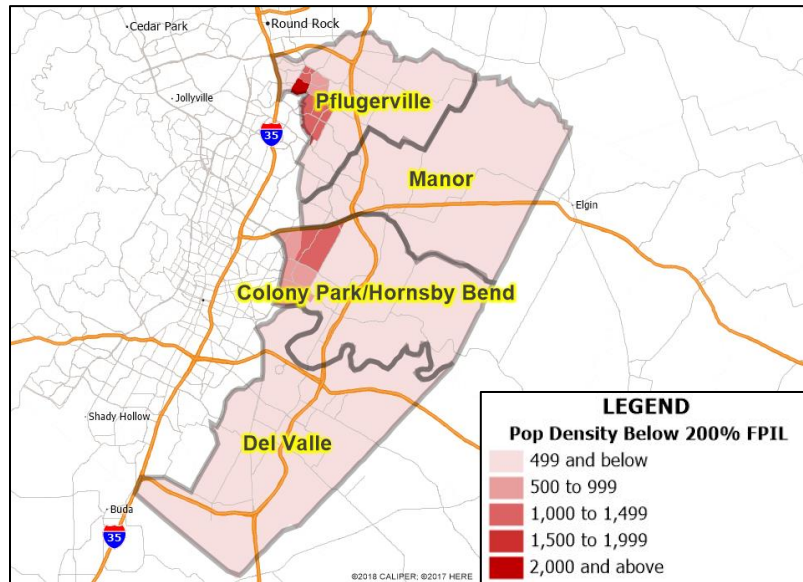 Cedar Park
Round Rock
Jollyville
Pflugerville
35
Manor
Elgin
Colony Park/Hornsby Bend
Shady Hollow
Del Valle
Buda
35
LEGEND
Pop Density Below 200% FPIL
499 and below
500 to 999
1,000 to 1,499
1,500 to 1,999
2,000 and above
©2018 CALIPER; ©2017 HERE